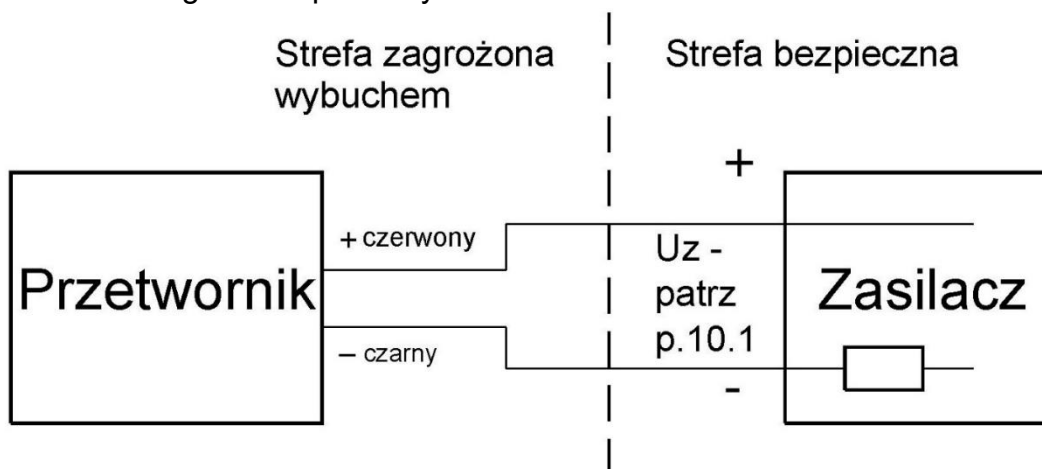 Strefa zagrożona
wybuchem
Strefa bezpieczna
+
+ czerwony
Przetwornik
– czarny
Uz -
patrz
p.10.1
-
Zasilacz